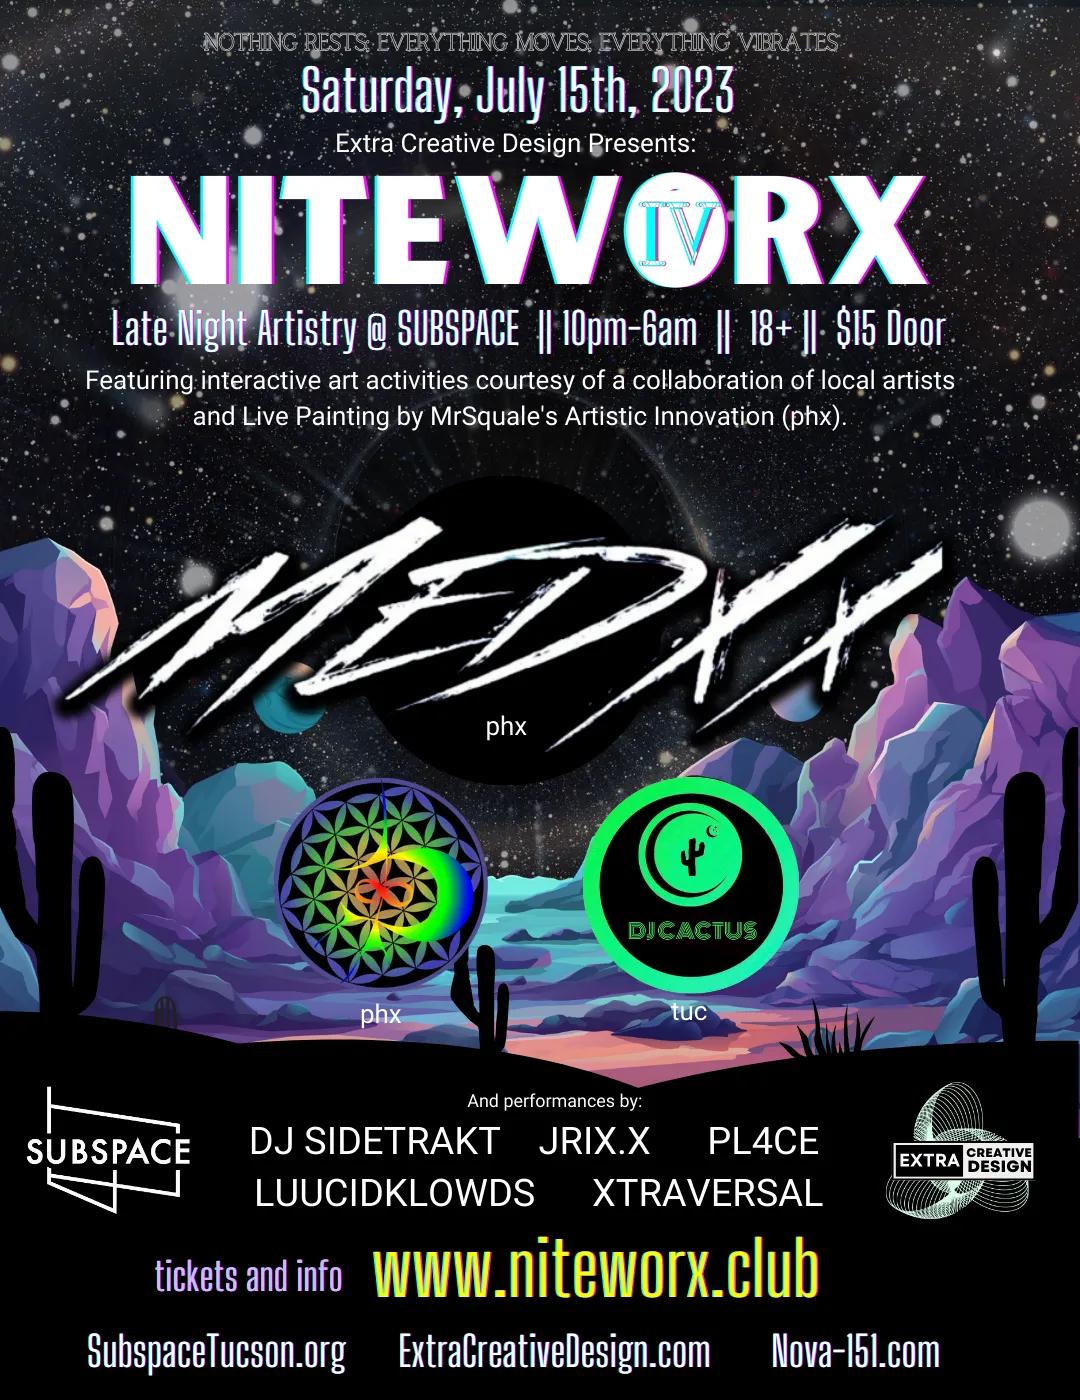 NOTHING RESTS; EVERYTHING MOVES; EVERYTHING VIBRATES
Saturday, July 15th, 2023
Extra Creative Design Presents:
NITEWORX
IV
Late Night Artistry @ SUBSPACE || 10pm-6am || 18+ || $15 Door
Featuring interactive art activities courtesy of a collaboration of local artists
and Live Painting by MrSquale's Artistic Innovation (phx).
MEDXX
phx
DJ CACTUS
phx
tuc
And performances by:
SUBSPACE
DJ SIDETRAKT JRIX.X PL4CE
LUUCIDKLOWDS XTRAVERSAL
EXTRA CREATIVE DESIGN
tickets and info www.niteworx.club
SubspaceTucson.org ExtraCreativeDesign.com Nova-151.com